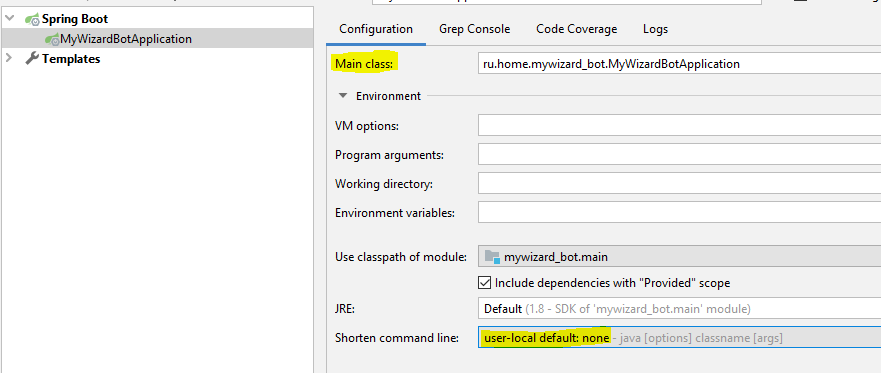 Spring Boot
MyWizardBotApplication
Templates
Configuration Grep Console Code Coverage Logs
Main class: ru.home.mywizard_bot.MyWizardBotApplication
Environment
VM options:
Program arguments:
Working directory:
Environment variables:
Use classpath of module: mywizard_bot.main
Include dependencies with "Provided" scope
JRE: Default (1.8 - SDK of 'mywizard_bot.main' module)
Shorten command line: user-local default: none - java [options] classname [args]